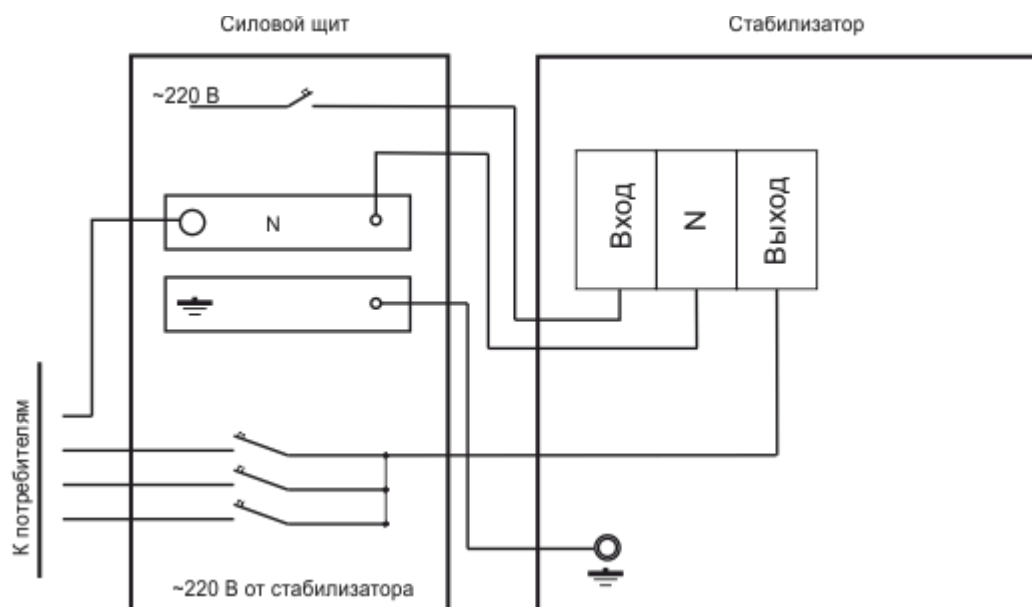 Силовой щит
Стабилизатор
~220 В
N
Вход
N
Выход
К потребителям
~220 В от стабилизатора